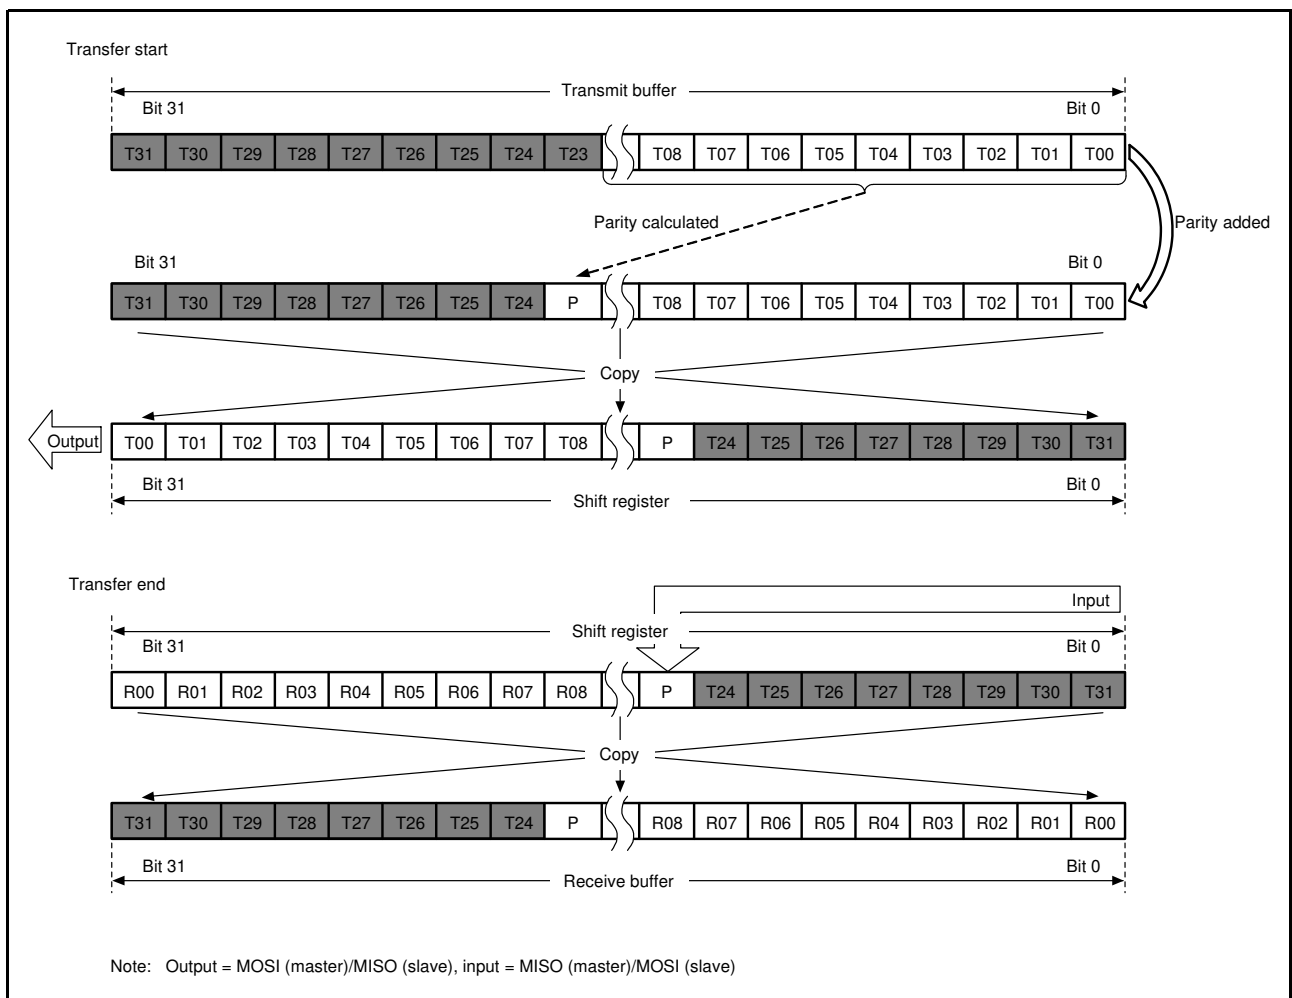 Transfer start
Transmit buffer
Bit 31 Bit 0
T31 T30 T29 T28 T27 T26 T25 T24 T23 T08 T07 T06 T05 T04 T03 T02 T01 T00
Parity calculated Parity added
Bit 31 Bit 0
T31 T30 T29 T28 T27 T26 T25 T24 P T08 T07 T06 T05 T04 T03 T02 T01 T00
Copy
Output T00 T01 T02 T03 T04 T05 T06 T07 T08 P T24 T25 T26 T27 T28 T29 T30 T31
Bit 31 Bit 0
Shift register
Transfer end
Input
Shift register
Bit 31 Bit 0
R00 R01 R02 R03 R04 R05 R06 R07 R08 P T24 T25 T26 T27 T28 T29 T30 T31
Copy
T31 T30 T29 T28 T27 T26 T25 T24 P R08 R07 R06 R05 R04 R03 R02 R01 R00
Bit 31 Bit 0
Receive buffer
Note: Output = MOSI (master)/MISO (slave), input = MISO (master)/MOSI (slave)